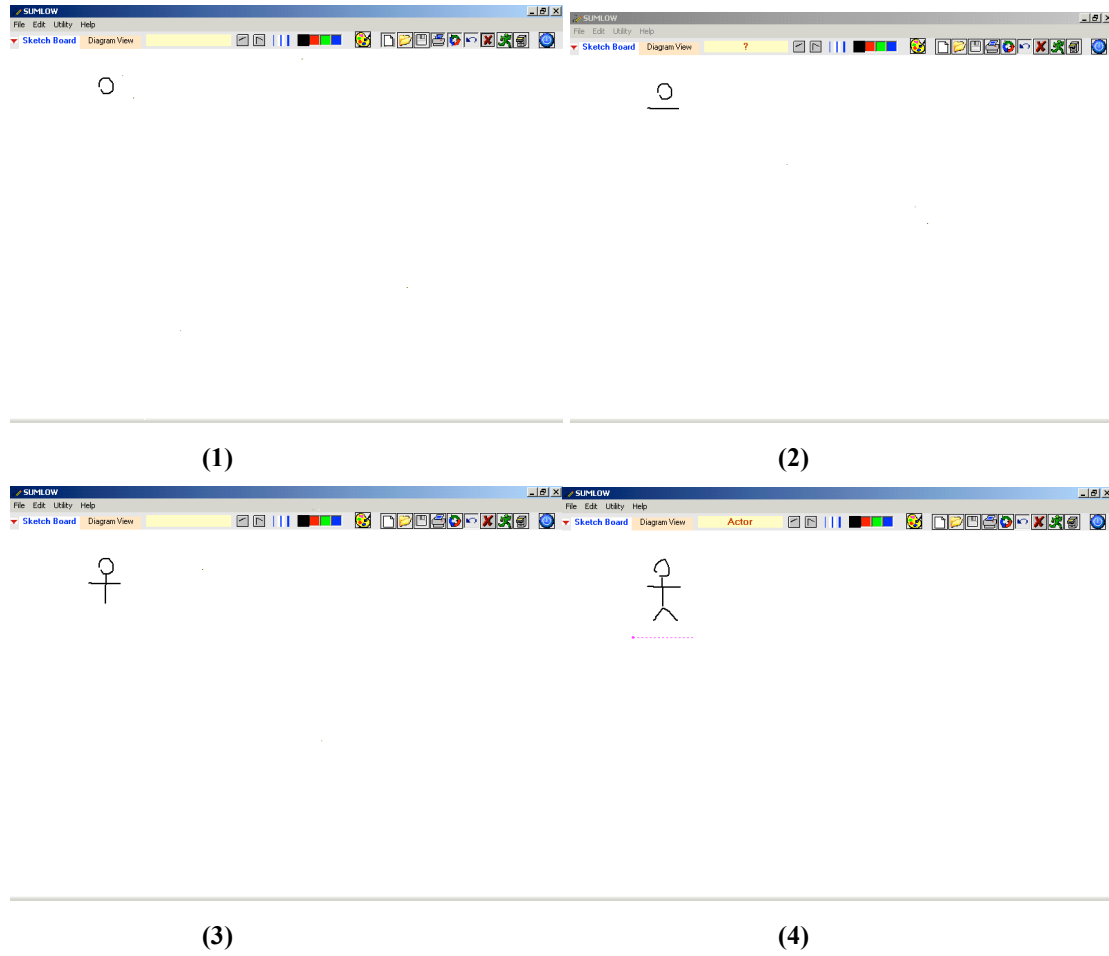 SUMLOW
File Edit Utility Help
Sketch Board Diagram View
SUMLOW
File Edit Utility Help
Sketch Board Diagram View ?
(1)
(2)
SUMLOW
File Edit Utility Help
Sketch Board Diagram View
SUMLOW
File Edit Utility Help
Sketch Board Diagram View Actor
(3)
(4)